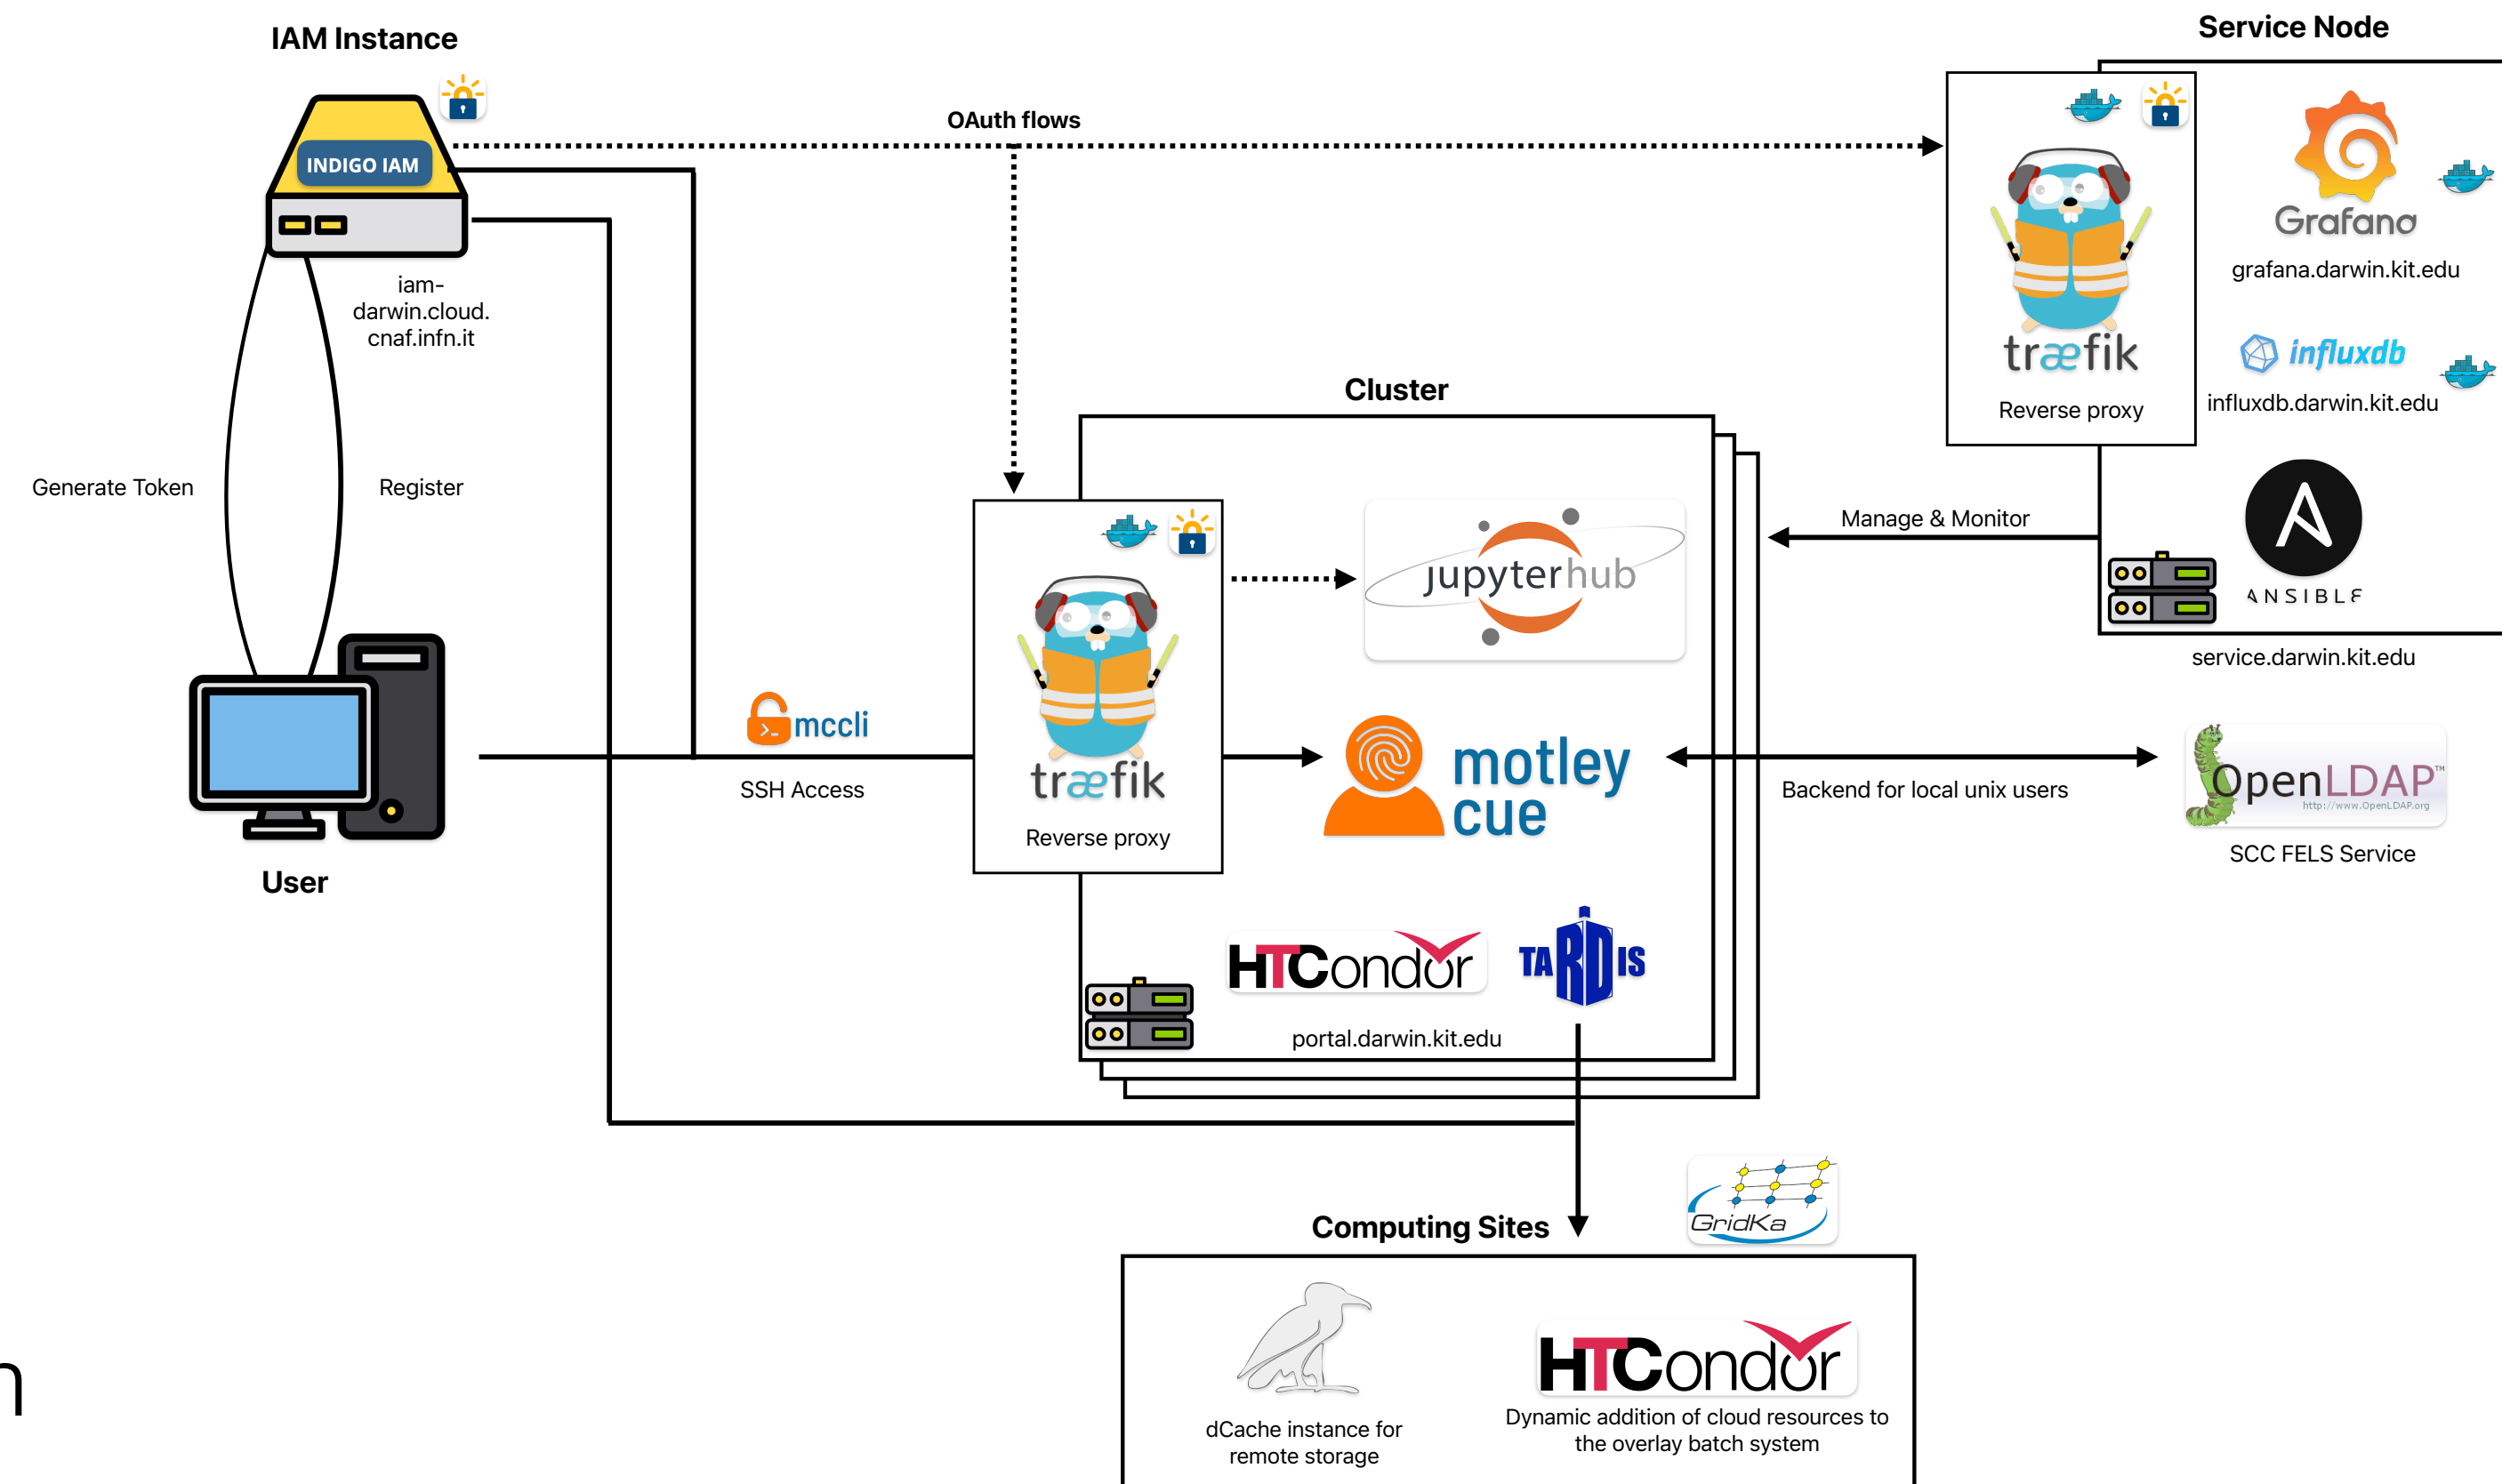 IAM Instance
INDIGO IAM
iam-
darwin.cloud.
cnaf.infn.it
Generate Token
Register
User
OAuth flows
mccli
SSH Access
Cluster
træfik
Reverse proxy
jupyterhub
motley
cue
HTCondor
TARDIS
portal.darwin.kit.edu
Service Node
træfik
Reverse proxy
Grafana
grafana.darwin.kit.edu
influxdb
influxdb.darwin.kit.edu
ANSIBLE
service.darwin.kit.edu
Manage & Monitor
Backend for local unix users
OpenLDAP™
http://www.OpenLDAP.org
SCC FELS Service
Computing Sites
GridKa
dCache instance for
remote storage
HTCondor
Dynamic addition of cloud resources to
the overlay batch system